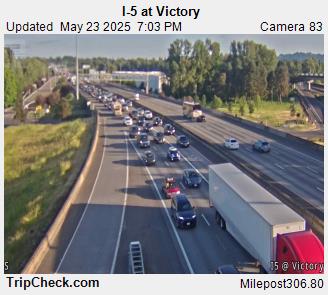 I-5 at Victory
Updated  May 23 2025  7:03 PM
Camera 83
S
I5 @ Victory
TripCheck.com
Milepost306.80